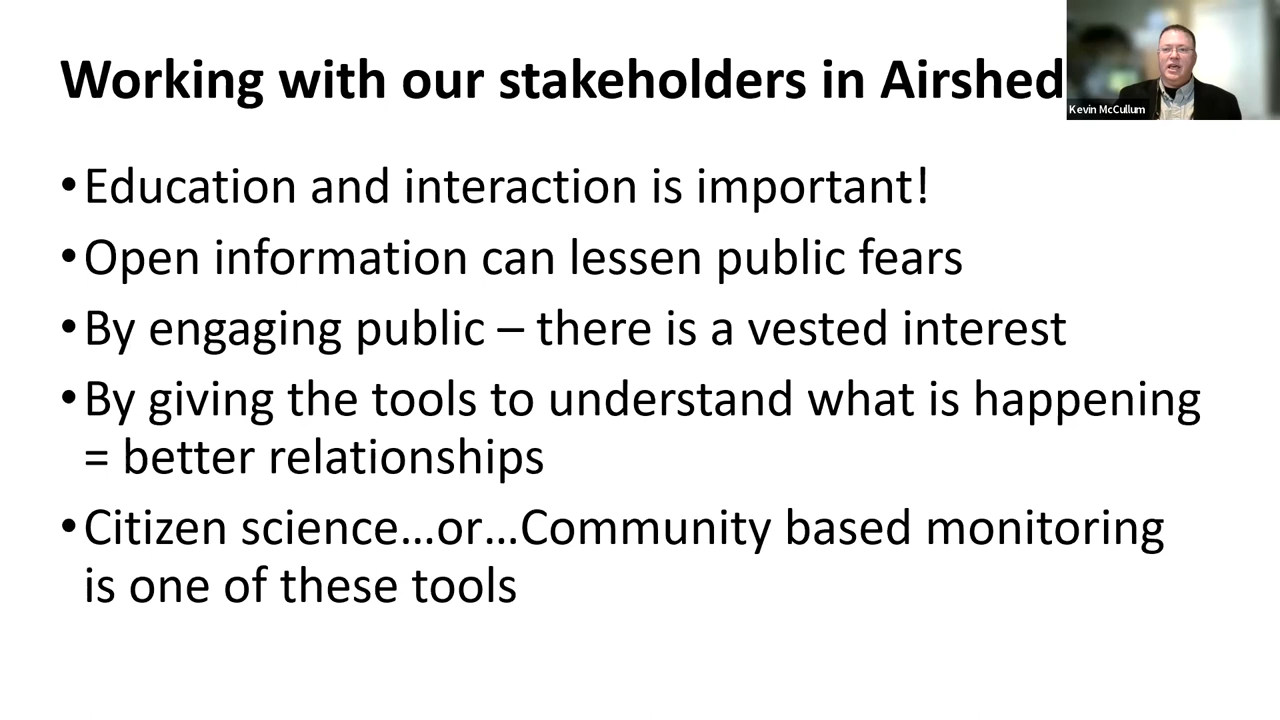 Working with our stakeholders in Airshed
Kevin McCullum
•Education and interaction is important!
•Open information can lessen public fears
•By engaging public – there is a vested interest
•By giving the tools to understand what is happening
= better relationships
•Citizen science…or…Community based monitoring
is one of these tools